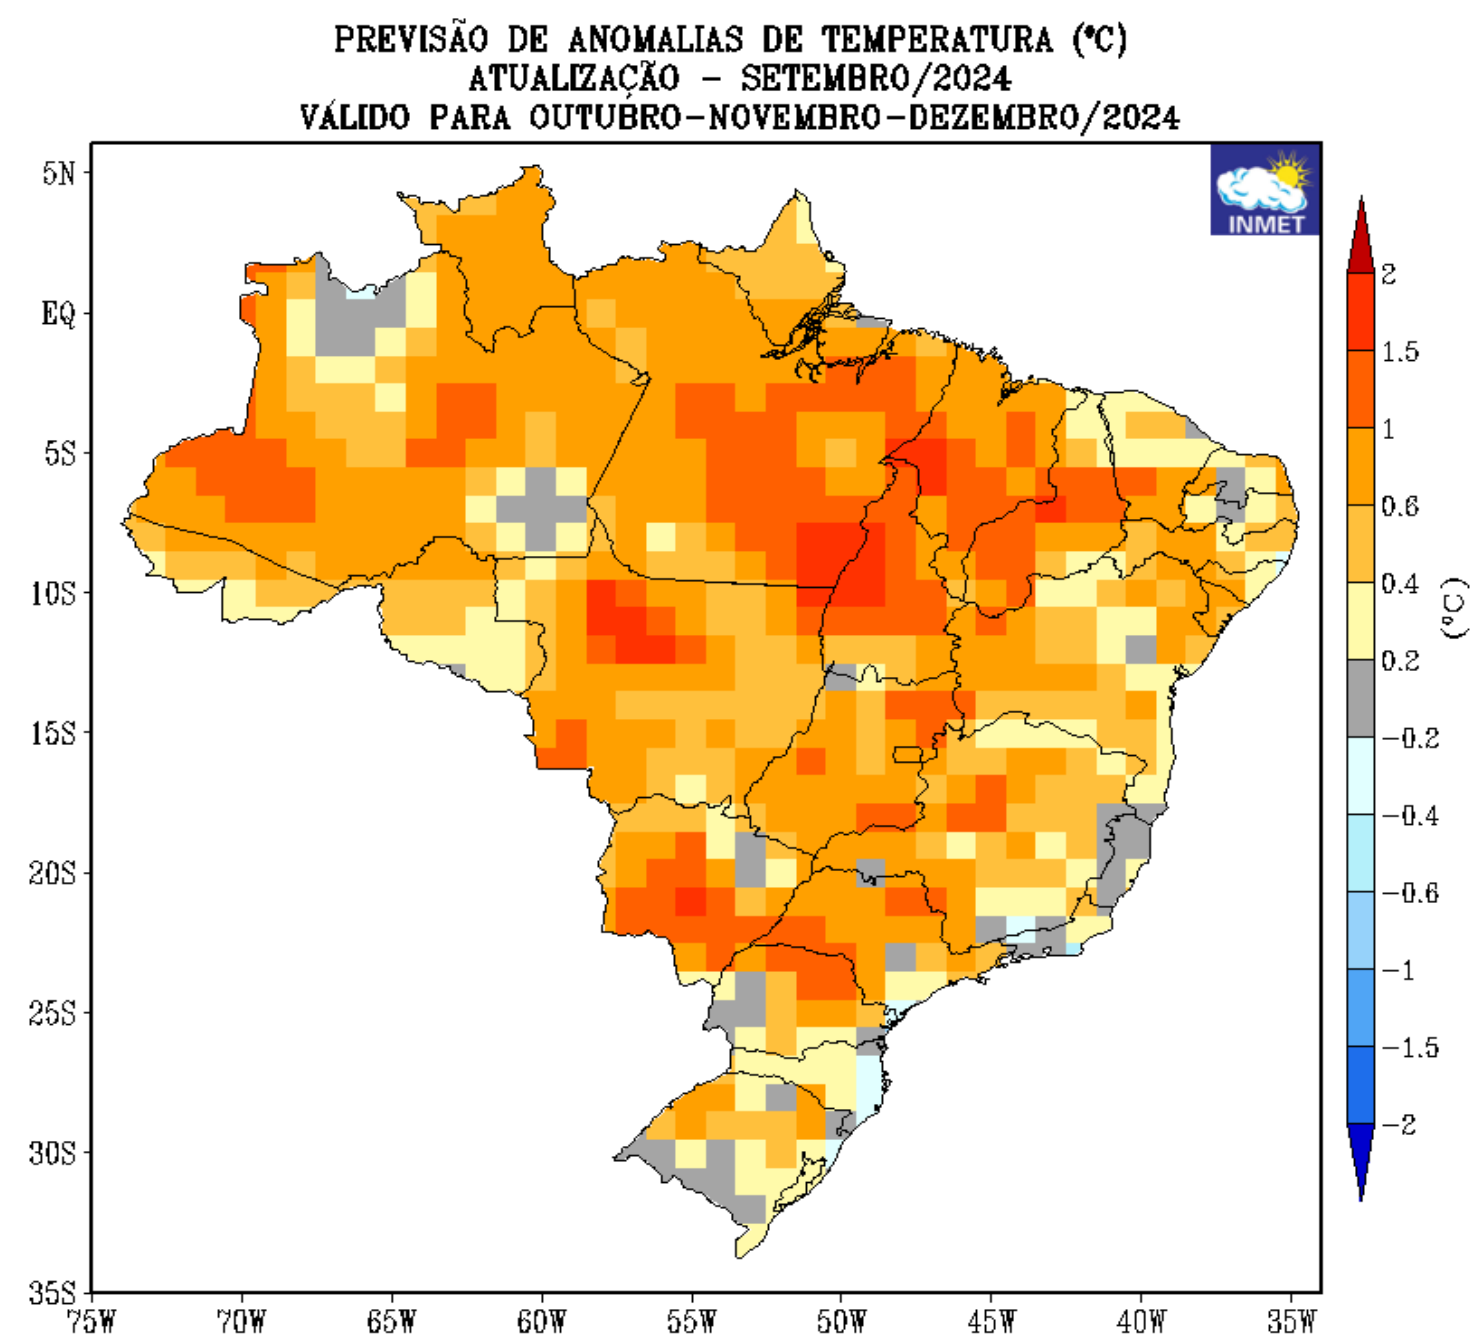 PREVISÃO DE ANOMALIAS DE TEMPERATURA (°C)
ATUALIZAÇÃO - SETEMBRO/2024
VÁLIDO PARA OUTUBRO-NOVEMBRO-DEZEMBRO/2024
INMET
5N
EQ
5S
10S
15S
20S
25S
30S
35S
75W 70W 65W 60W 55W 50W 45W 40W 35W
2
1.5
1
0.6
0.4
0.2
-0.2
-0.4
-0.6
-1
-1.5
-2
(°C)